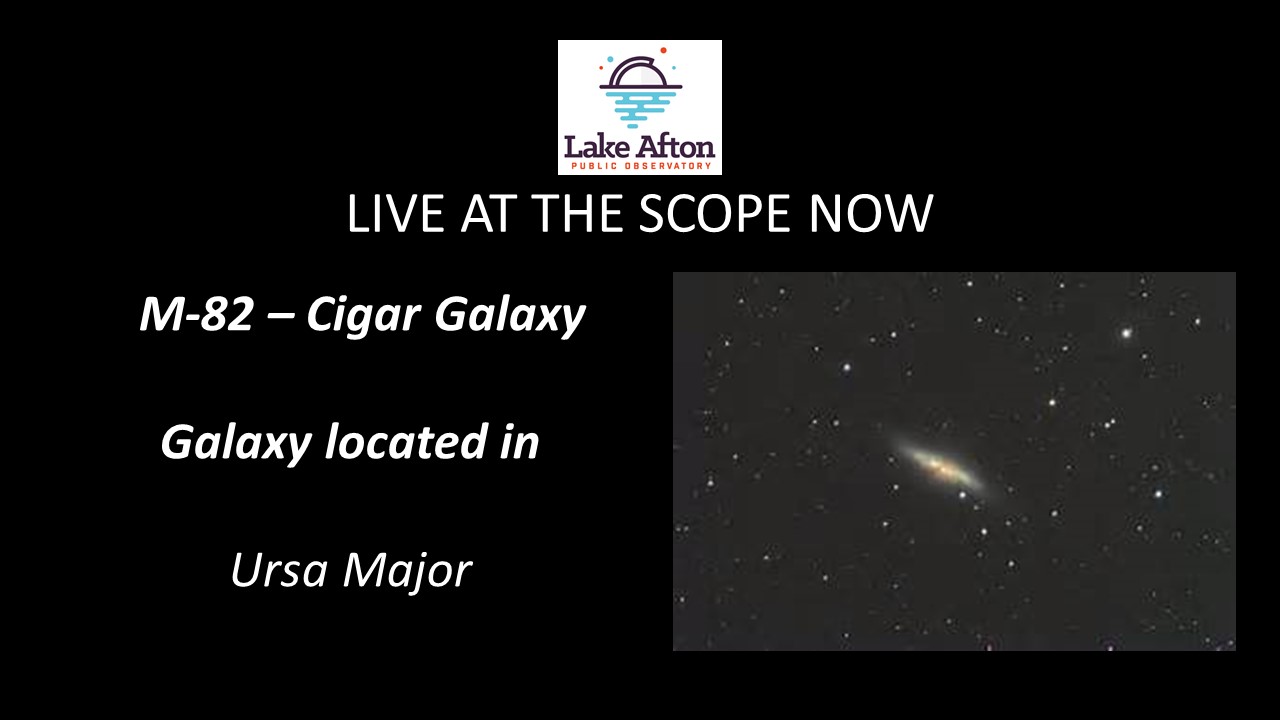 Lake Afton
PUBLIC OBSERVATORY
LIVE AT THE SCOPE NOW
M-82 – Cigar Galaxy
Galaxy located in
Ursa Major